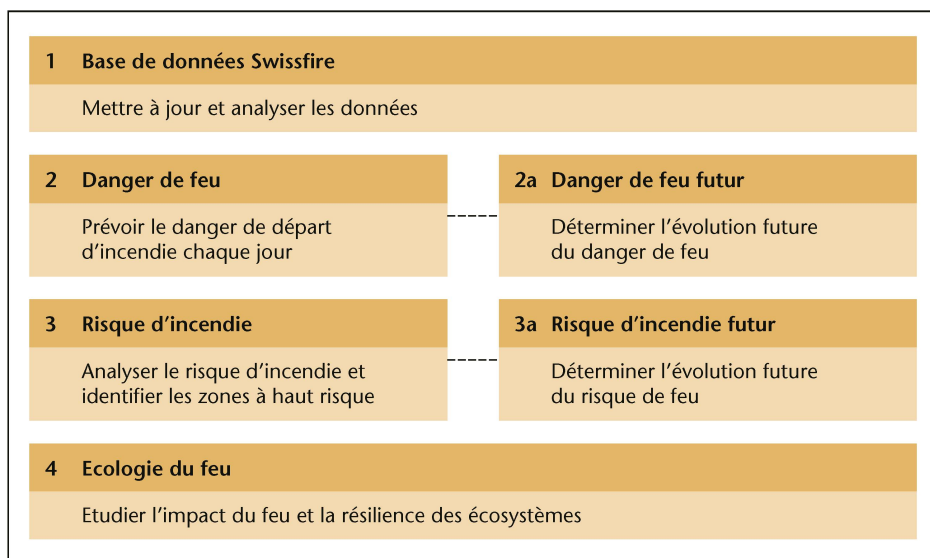 1 Base de données Swissfire
Mettre à jour et analyser les données
2 Danger de feu
Prévoir le danger de départ
d’incendie chaque jour
2a Danger de feu futur
Déterminer l’évolution future
du danger de feu
3 Risque d’incendie
Analyser le risque d’incendie et
identifier les zones à haut risque
3a Risque d’incendie futur
Déterminer l’évolution future
du risque de feu
4 Ecologie du feu
Etudier l’impact du feu et la résilience des écosystèmes